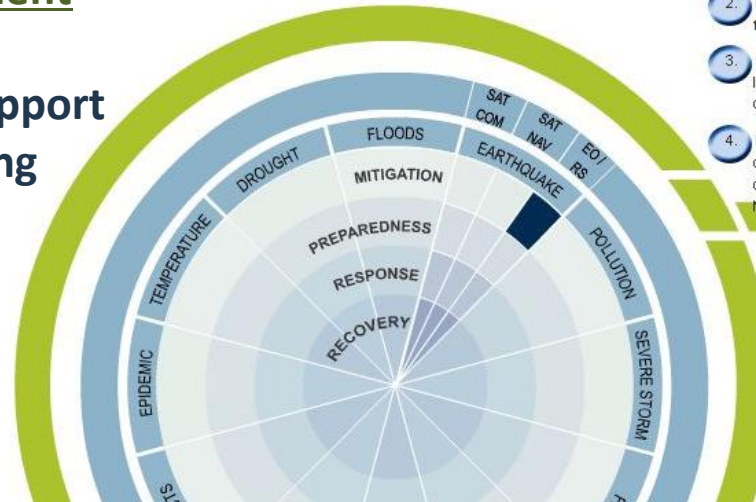 pport
ng
2.
3.
4.
SAT
COM
SAT
NAV
EO /
RS
FLOODS
EARTHQUAKE
DROUGHT
POLLUTION
TEMPERATURE
SEVERE STORM
EPIDEMIC
MITIGATION
PREPAREDNESS
RESPONSE
RECOVERY